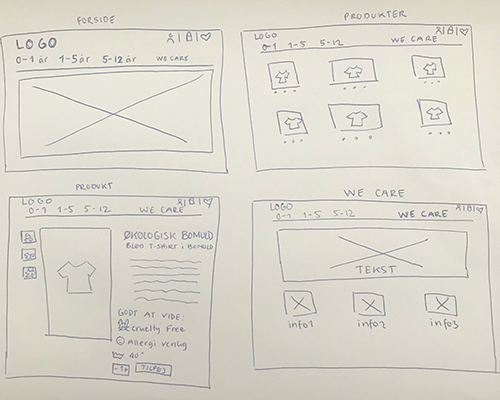 FORSIDE
LOGO
0-1 år 1-5 år 5-12 år WE CARE
PRODUKTER
LOGO
0-1 1-5 5-12 WE CARE
PRODUKT
LOGO
0-1 1-5 5-12 WE CARE
ØKOLOGISK BOMULD
BLØD T-SHIRT i BOMULD
GODT AT VIDE:
Cruelty Free
Allergi venlig
40°
TILFØJ
WE CARE
LOGO
0-1 1-5 5-12 WE CARE
TEKST
info1 info2 info3